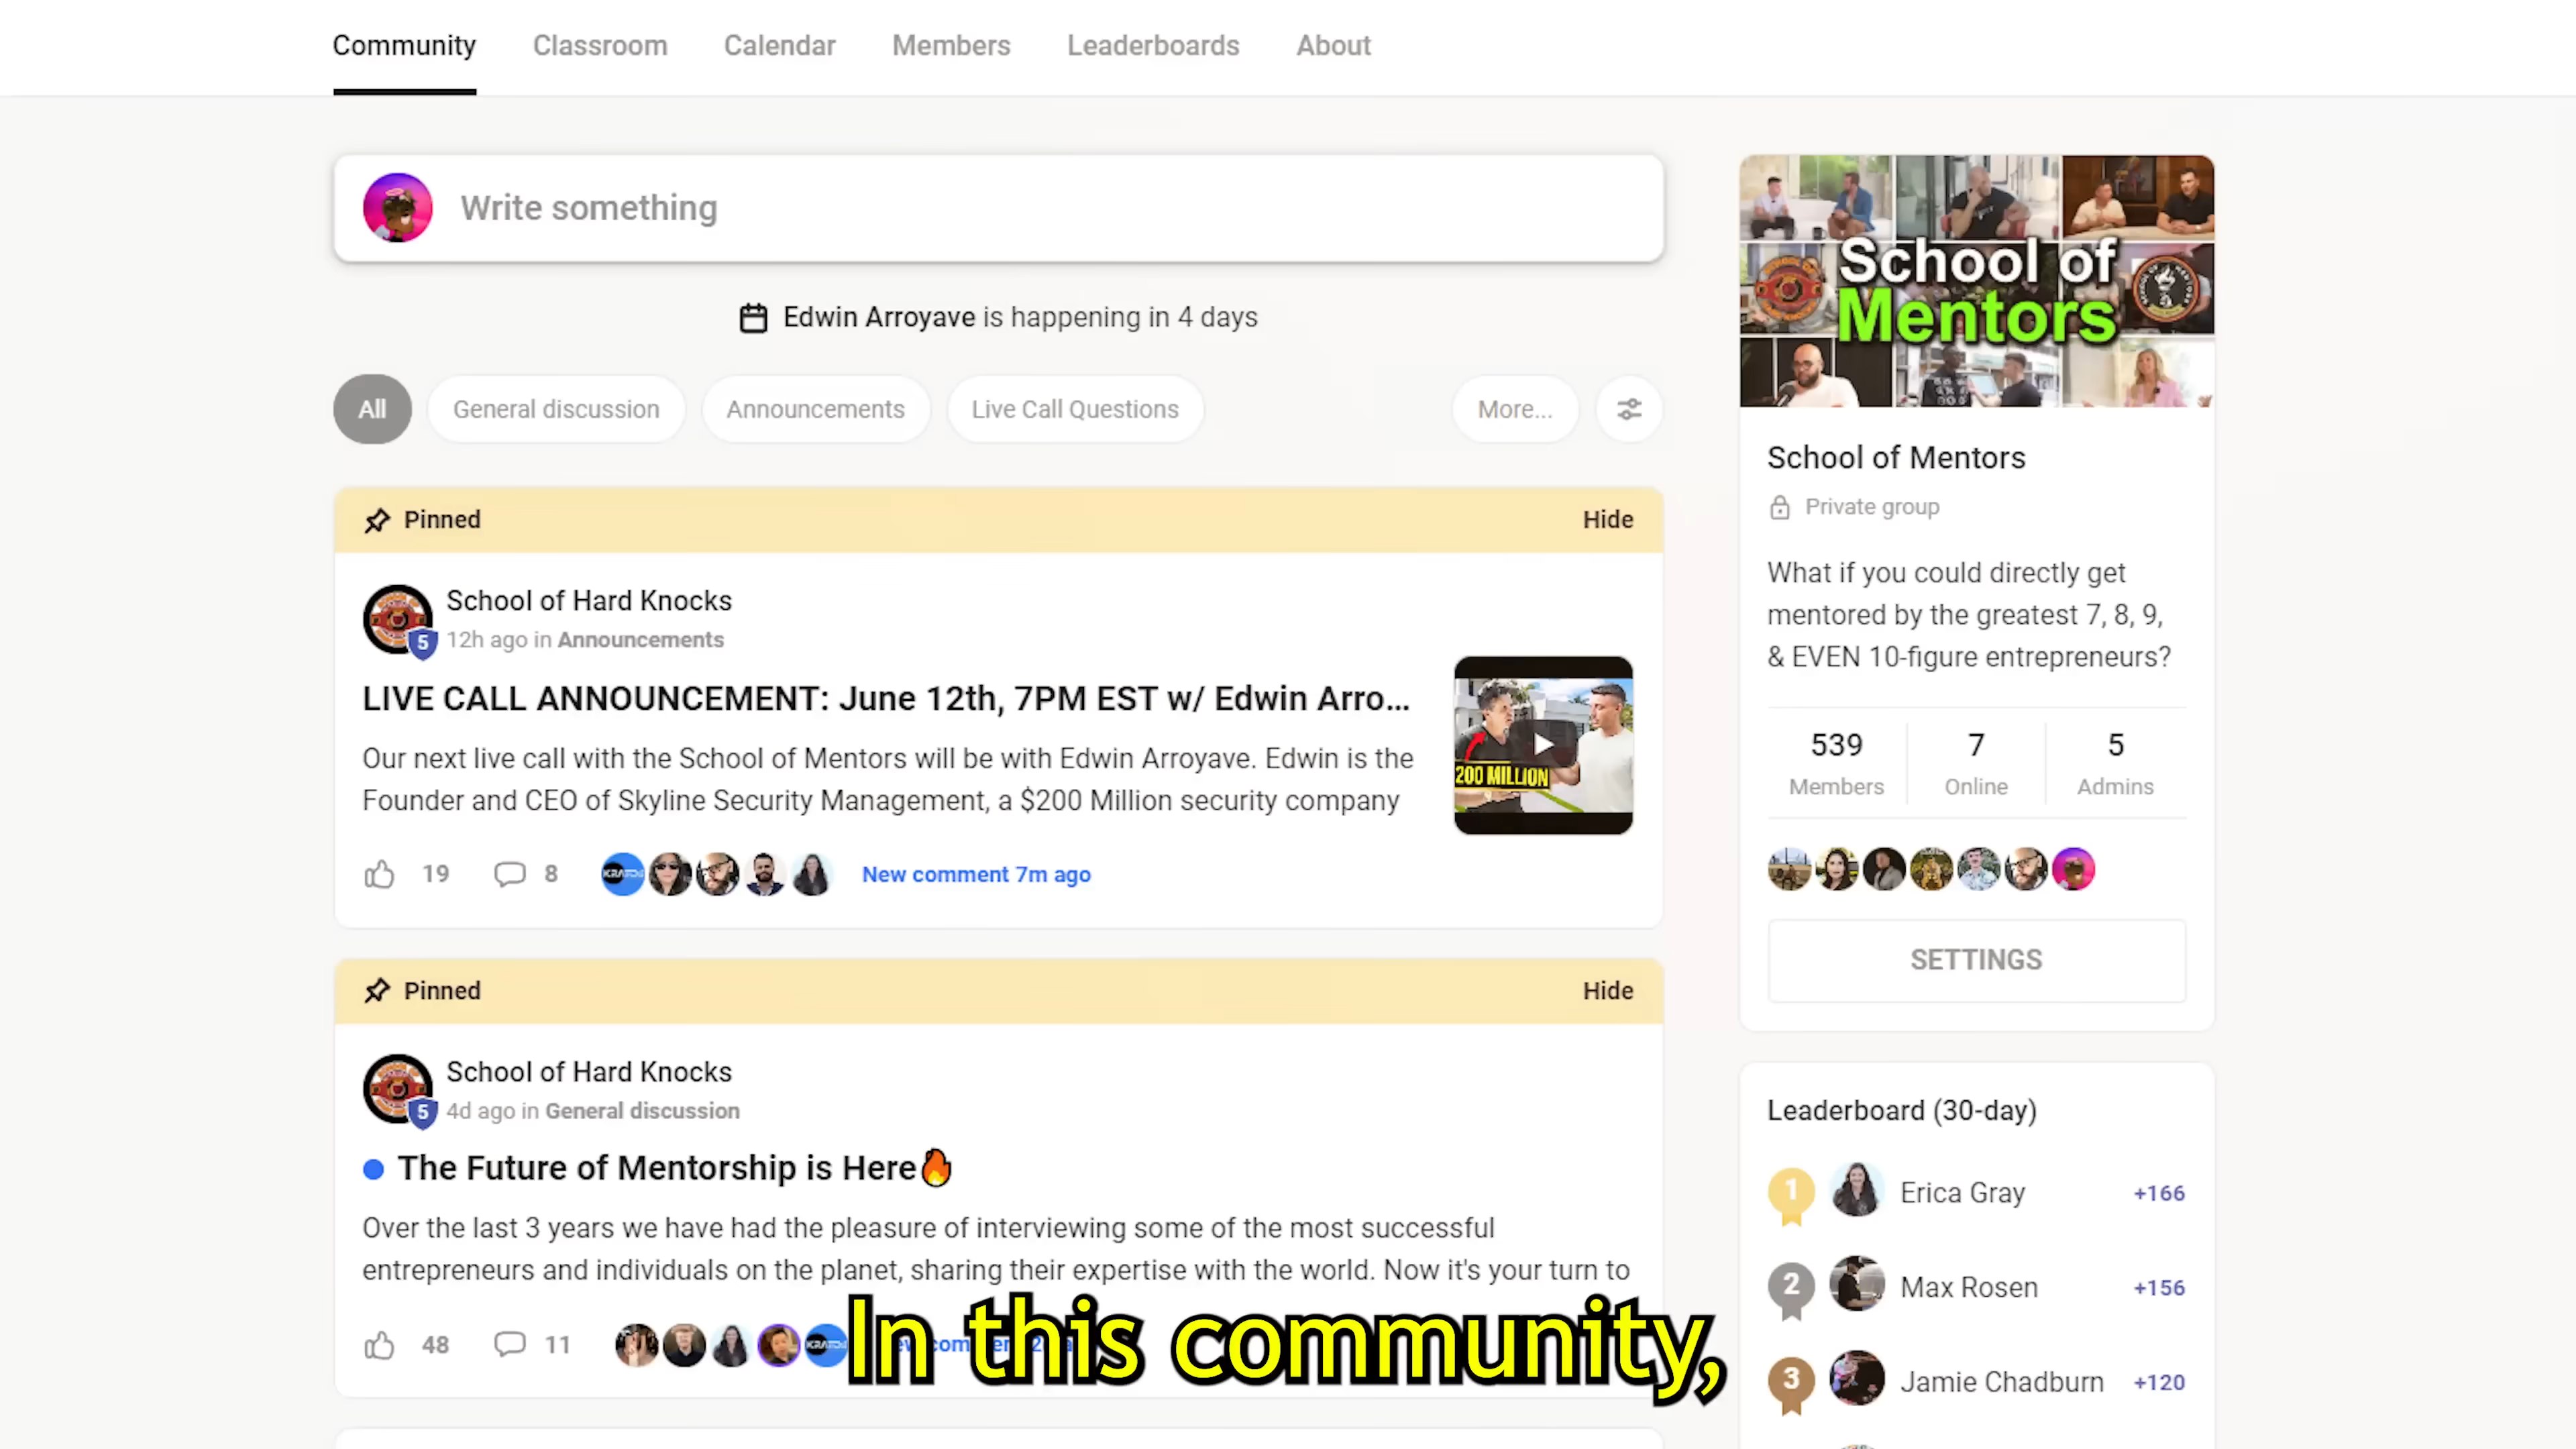 Community Classroom Calendar Members Leaderboards About
Write something
Edwin Arroyave is happening in 4 days
All General discussion Announcements Live Call Questions More...
Pinned Hide
School of Hard Knocks
5 12h ago in Announcements
LIVE CALL ANNOUNCEMENT: June 12th, 7PM EST w/ Edwin Arro...
Our next live call with the School of Mentors will be with Edwin Arroyave. Edwin is the
Founder and CEO of Skyline Security Management, a $200 Million security company
200 MILLION
19 8 KRATOS New comment 7m ago
Pinned Hide
School of Hard Knocks
5 4d ago in General discussion
The Future of Mentorship is Here🔥
Over the last 3 years we have had the pleasure of interviewing some of the most successful
entrepreneurs and individuals on the planet, sharing their expertise with the world. Now it's your turn to
48 11 KRATOS
In this community,
School of
Mentors
School of Mentors
Private group
What if you could directly get
mentored by the greatest 7, 8, 9,
& EVEN 10-figure entrepreneurs?
539 7 5
Members Online Admins
SETTINGS
Leaderboard (30-day)
1 Erica Gray +166
2 Max Rosen +156
3 Jamie Chadburn +120